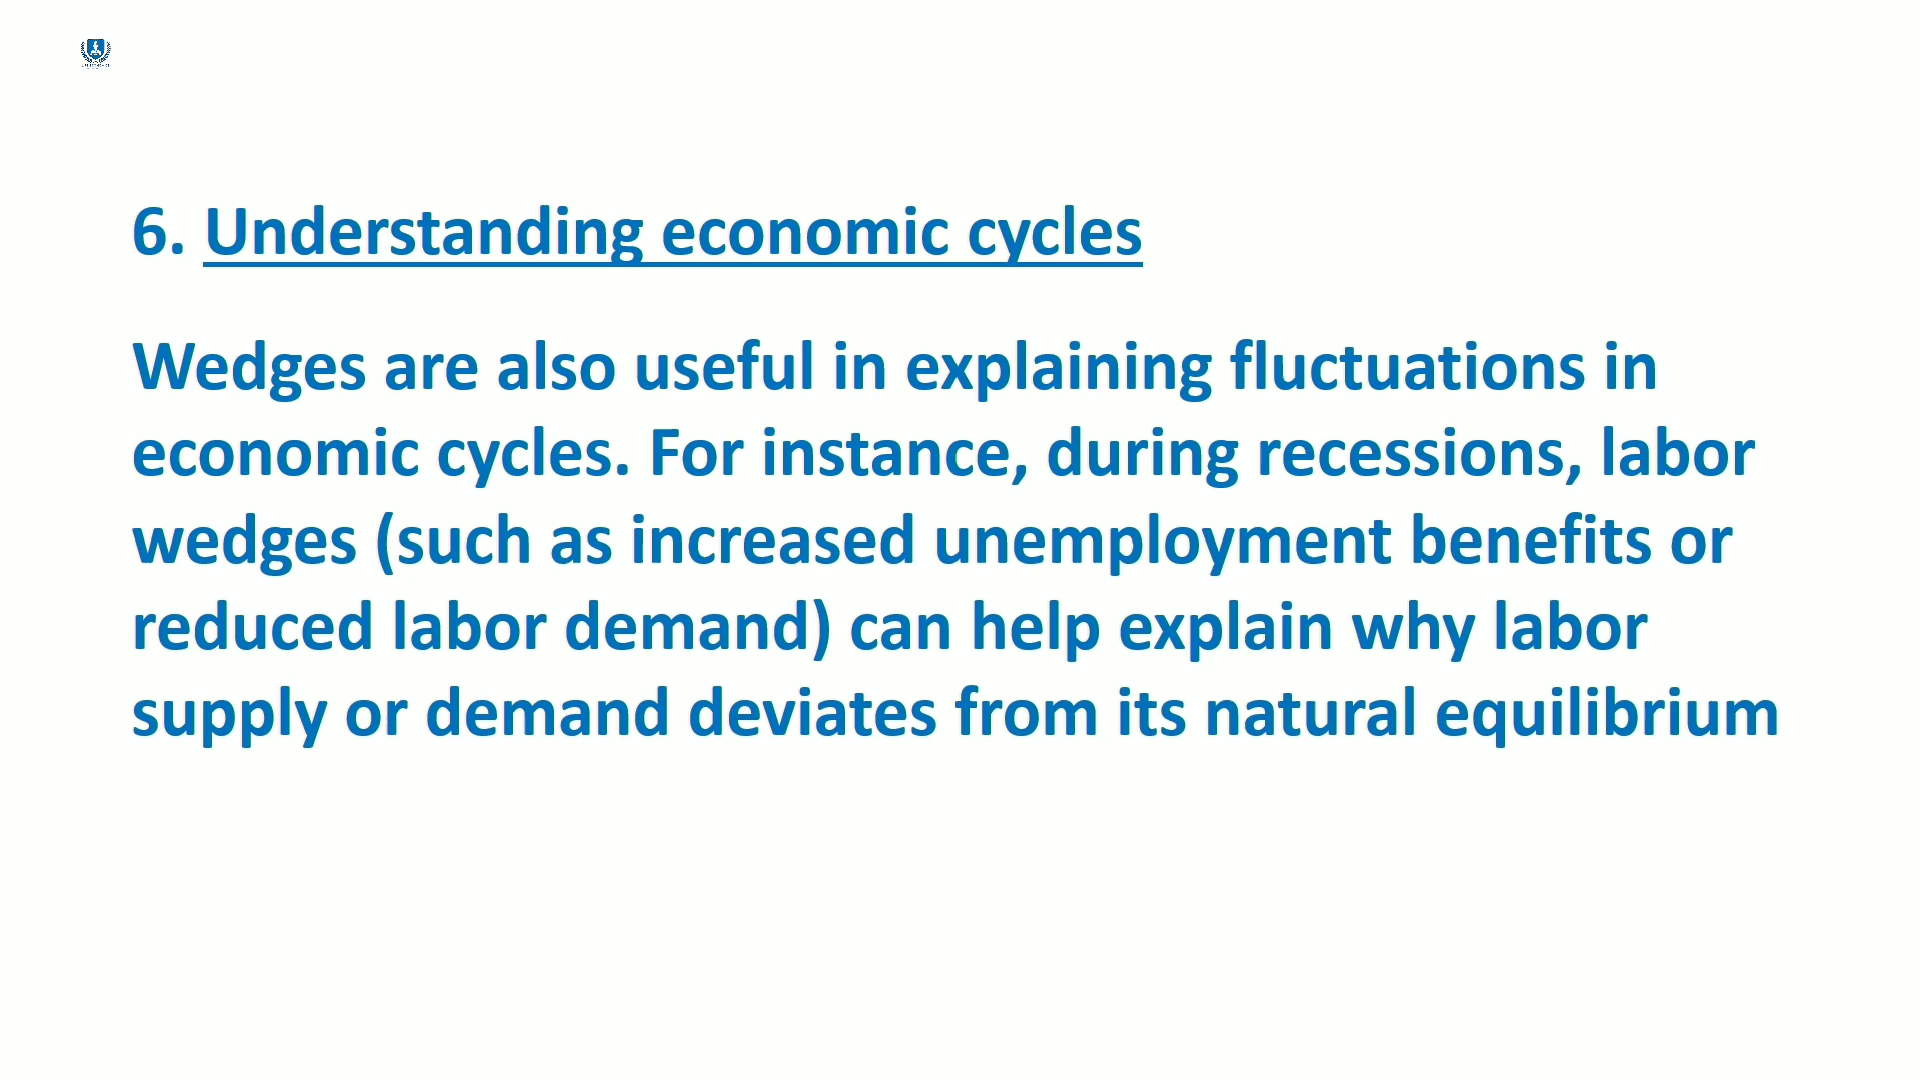 6. Understanding economic cycles
Wedges are also useful in explaining fluctuations in
economic cycles. For instance, during recessions, labor
wedges (such as increased unemployment benefits or
reduced labor demand) can help explain why labor
supply or demand deviates from its natural equilibrium